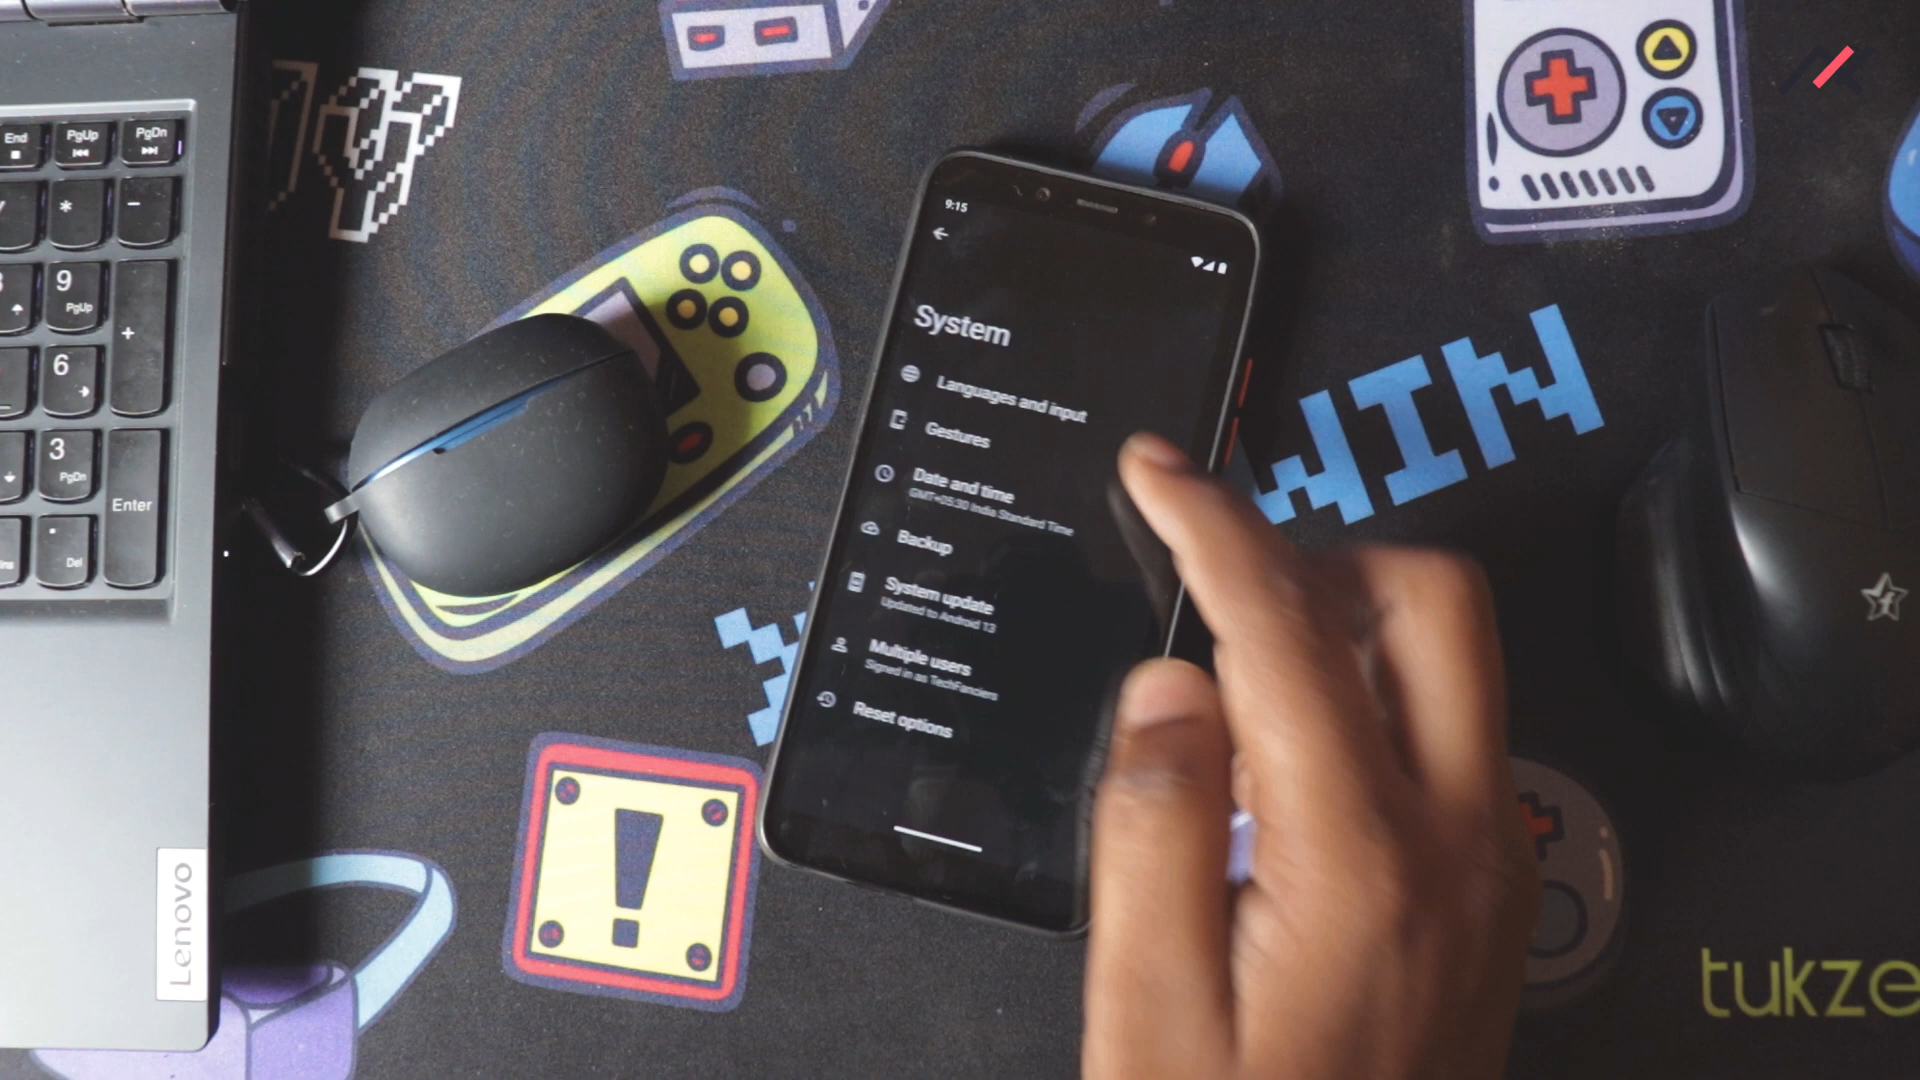 9:15
System
Languages and input
Gestures
Date and time
GMT+05:30 India Standard Time
Backup
System update
Updated to Android 13
Multiple users
Signed in as TechFanciers
Reset options
End
PgUp
PgDn
*
-
9
PgUp
+
6
3
PgDn
Enter
.
Del
Lenovo
WIN
!
tukze